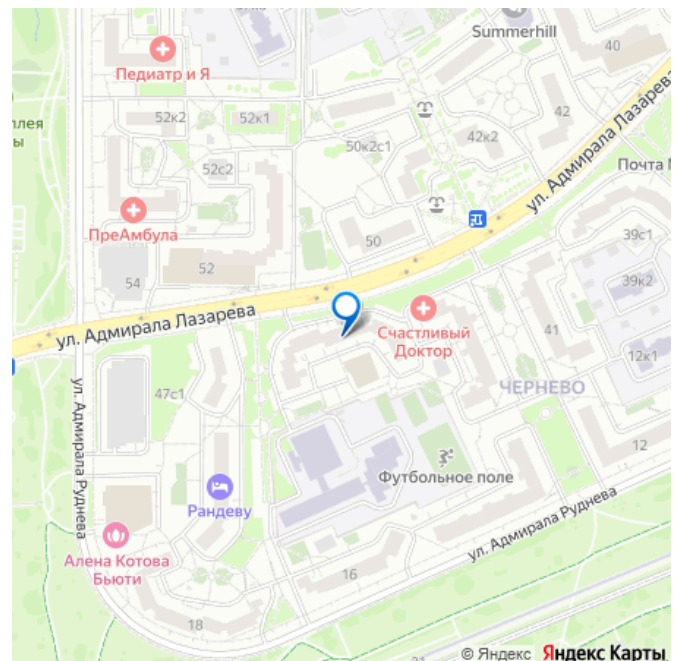 Summerhill
40
Педиатр и Я
52к2
52к1
42
42к2
50к2с1
52с2
ул. Адмирала Лазарева
Почта
ллея
ы
ПреАмбула
50
39с1
54
52
39к2
ул. Адмирала Лазарева
Счастливый
Доктор
41
12к1
ул. Адмирала Руднева
47с1
ЧЕРНЕВО
12
Футбольное поле
Рандеву
ул. Адмирала Руднева
Алена Котова
Бьюти
16
18
© Яндекс Яндекс Карты